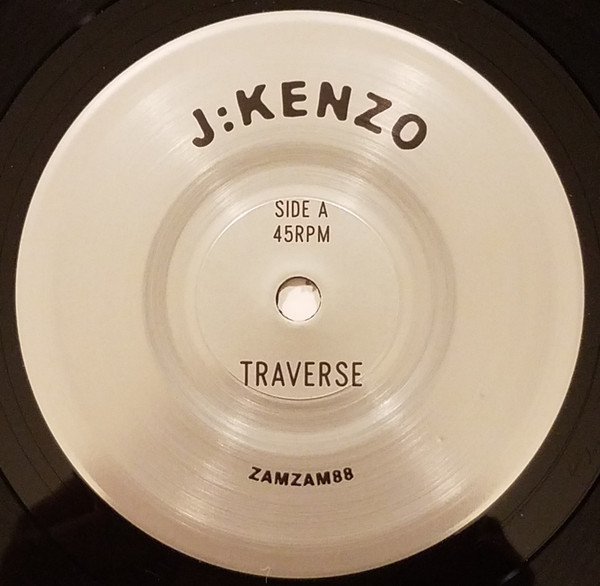 J:KENZO
SIDE A
45RPM
TRAVERSE
ZAMZAM88